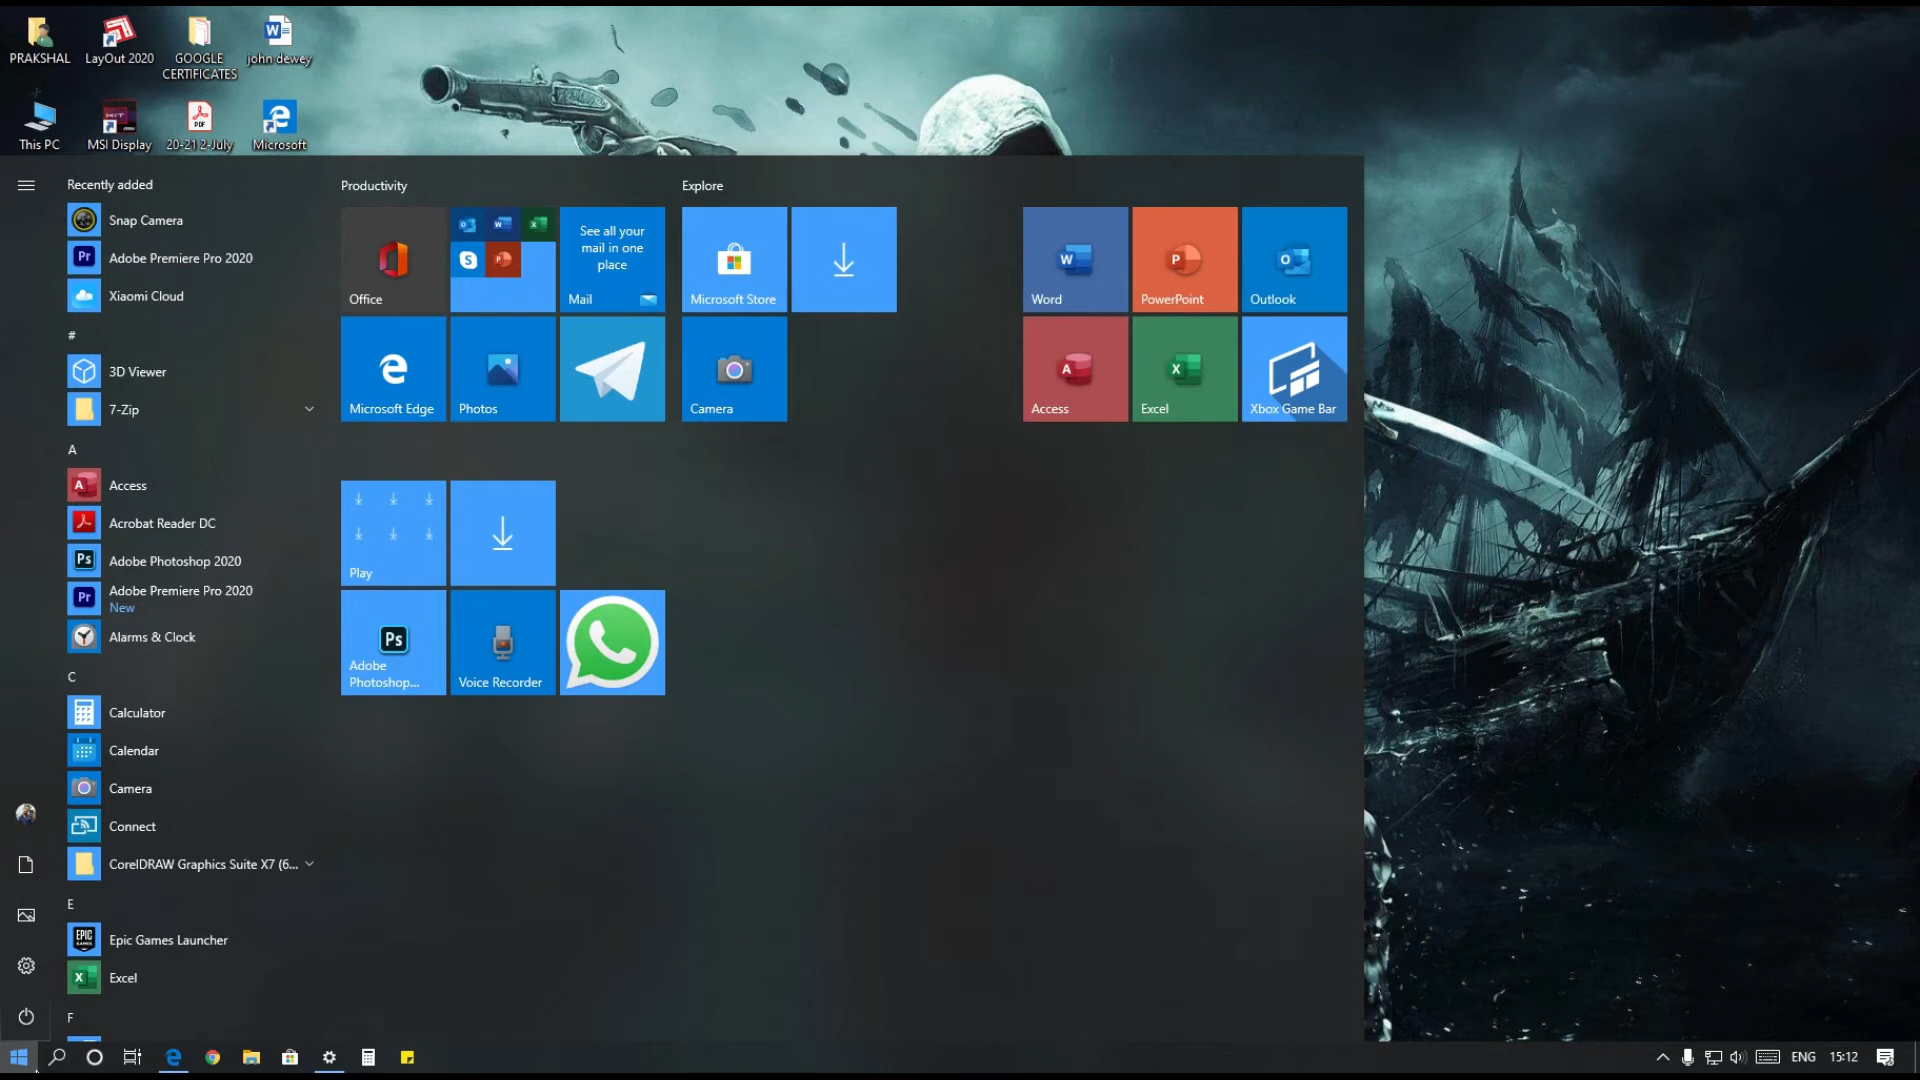 PRAKSHAL
LayOut 2020
GOOGLE
CERTIFICATES
john dewey
This PC
MSI Display
20-21 2-July
Microsoft
Recently added
Snap Camera
Adobe Premiere Pro 2020
Xiaomi Cloud
#
3D Viewer
7-Zip
A
Access
Acrobat Reader DC
Adobe Photoshop 2020
Adobe Premiere Pro 2020
New
Alarms & Clock
C
Calculator
Calendar
Camera
Connect
CorelDRAW Graphics Suite X7 (6...
E
Epic Games Launcher
Excel
F
Productivity
Office
See all your
mail in one
place
Mail
Microsoft Edge
Photos
Play
Adobe
Photoshop...
Voice Recorder
Explore
Microsoft Store
Camera
Word
PowerPoint
Outlook
Access
Excel
Xbox Game Bar
ENG
15:12